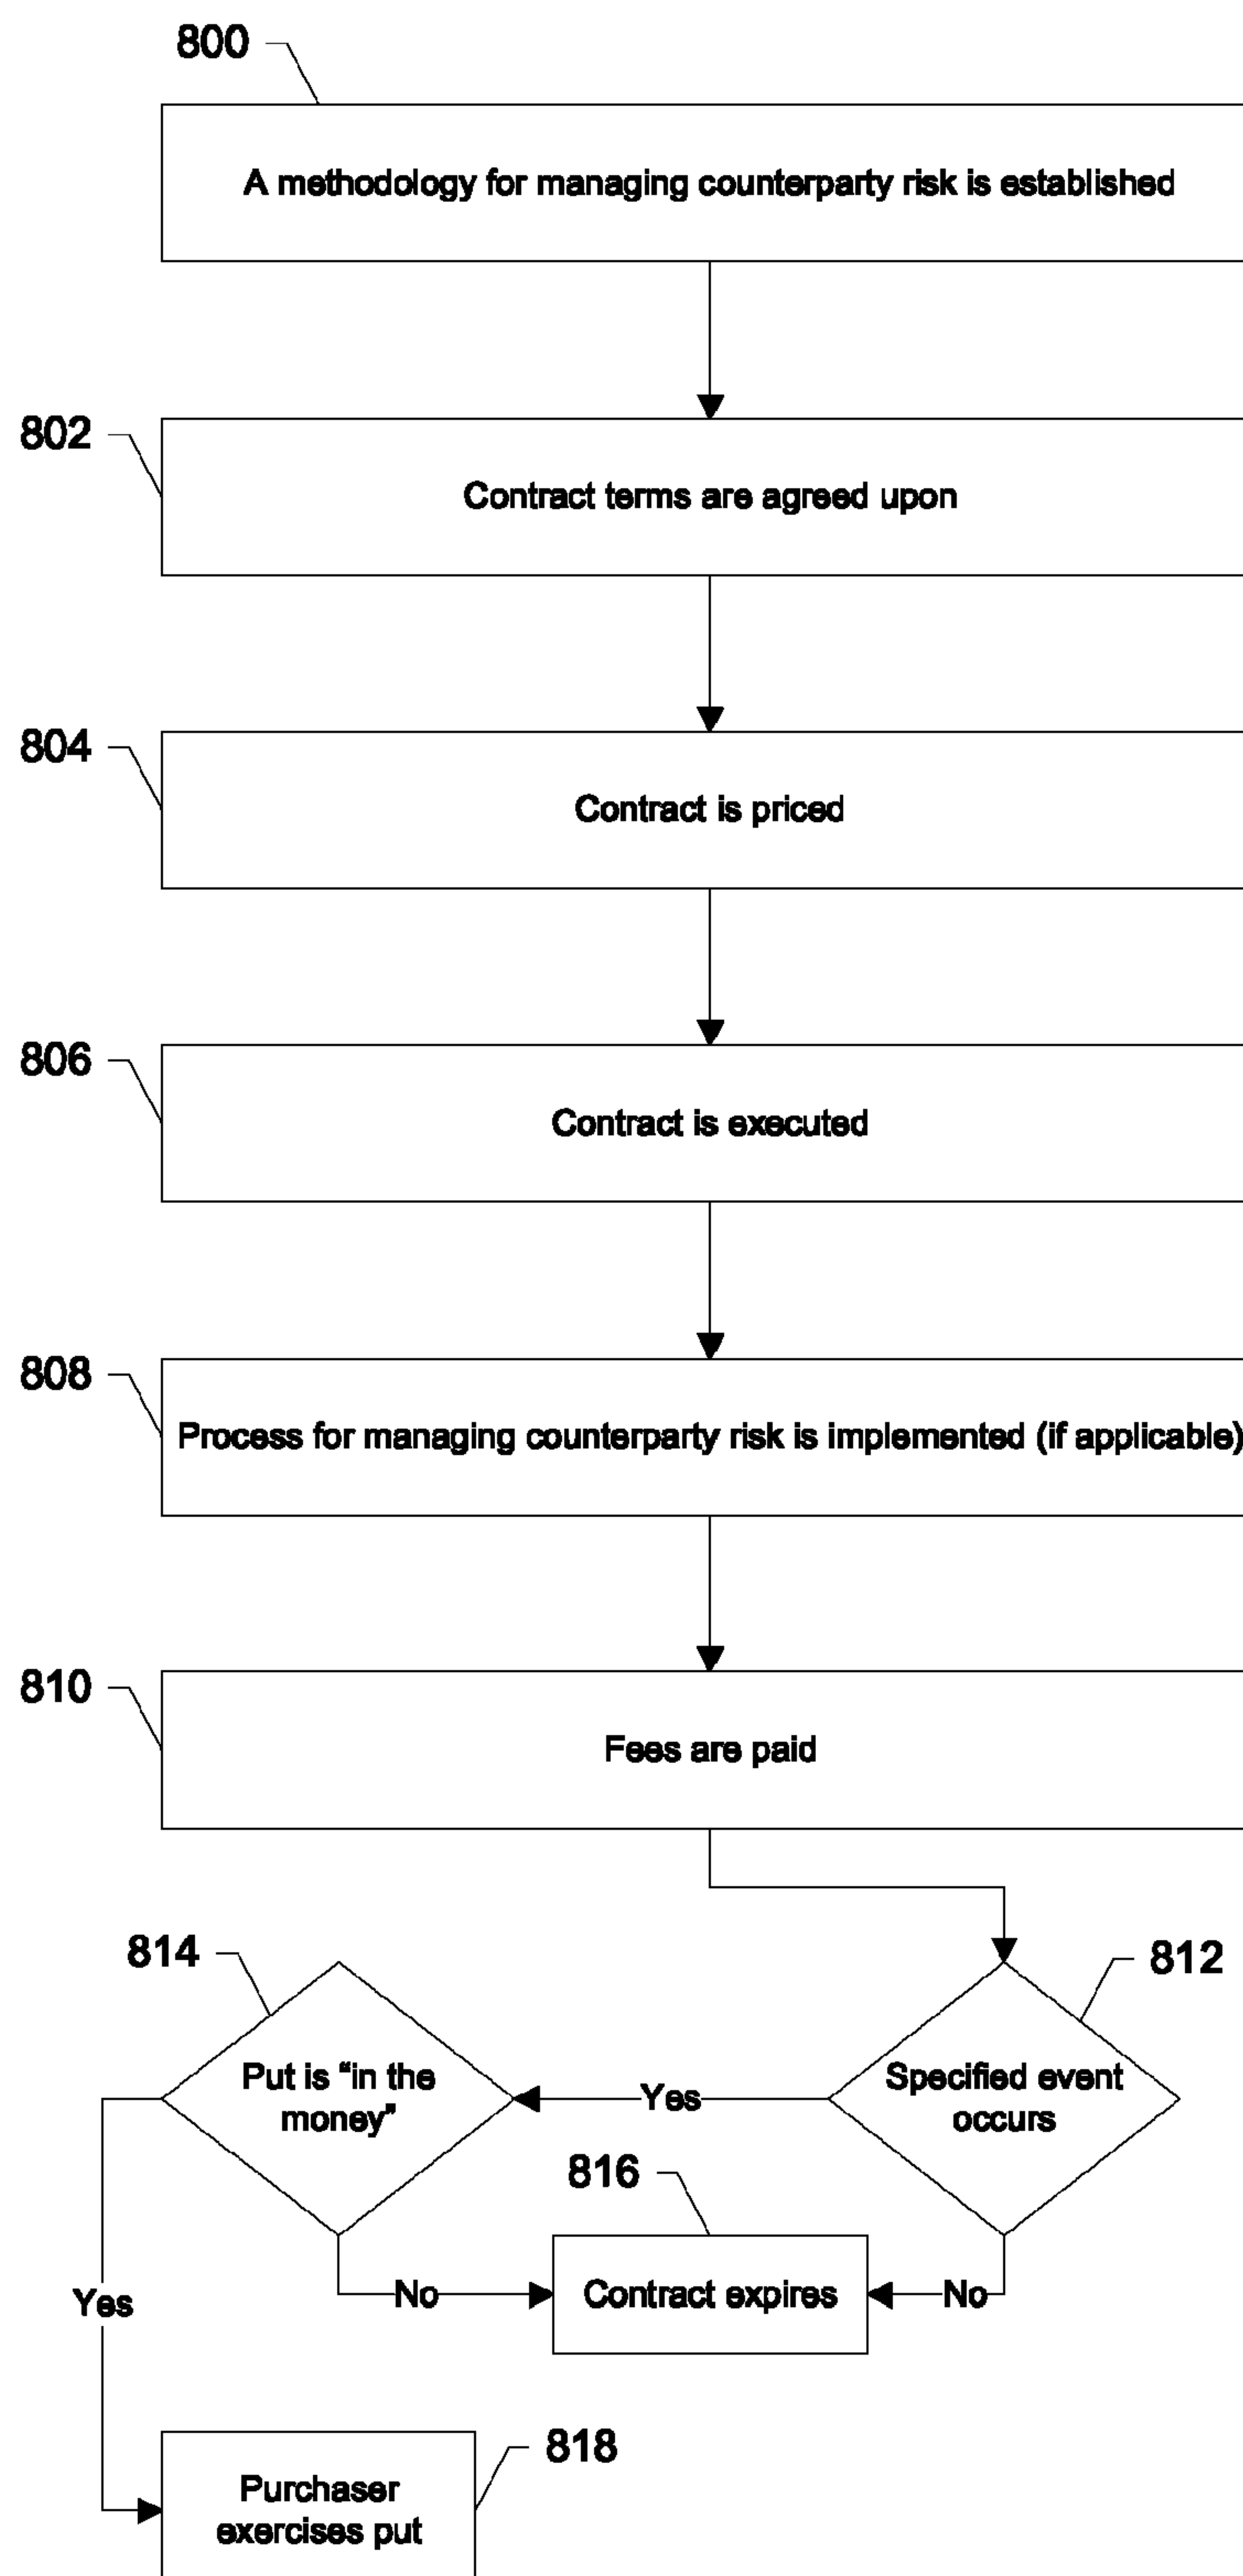 800
A methodology for managing counterparty risk is established
802
Contract terms are agreed upon
804
Contract is priced
806
Contract is executed
808
Process for managing counterparty risk is implemented (if applicable)
810
Fees are paid
814
812
Put is “in the
money”
Yes
Specified event
occurs
816
Yes
No
Contract expires
No
818
Purchaser
exercises put